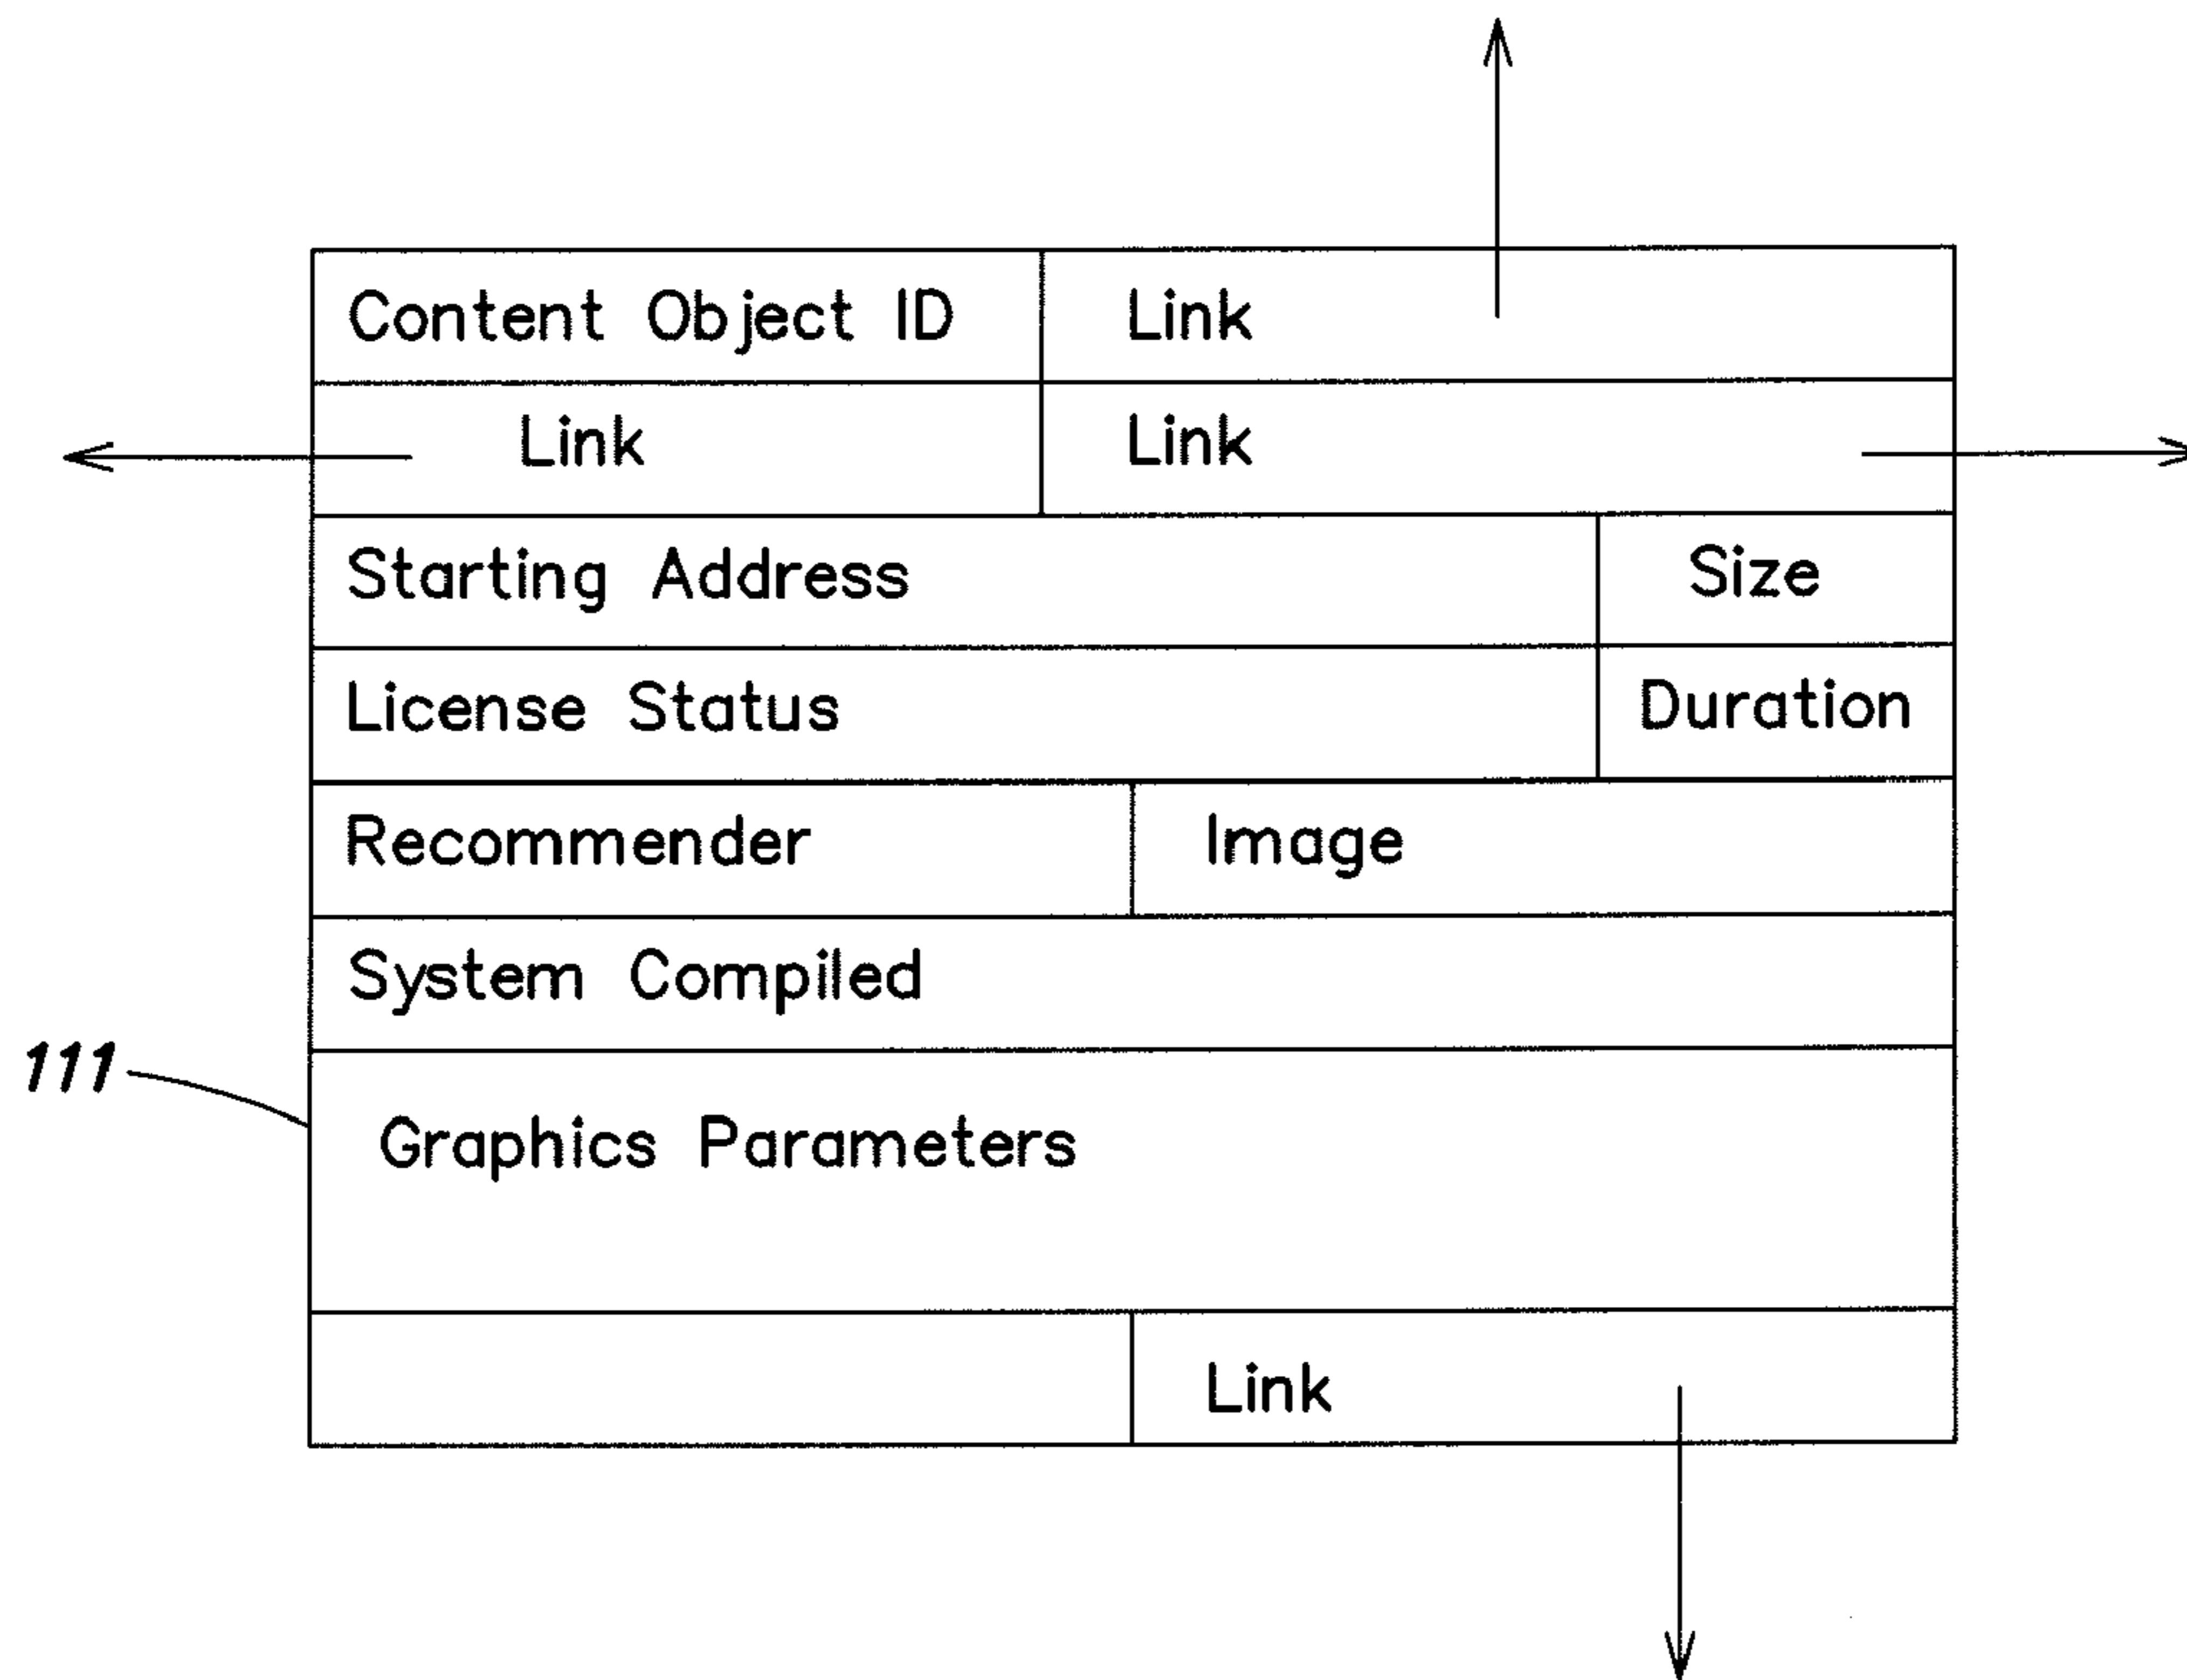 Content Object ID Link
Link Link
Starting Address Size
License Status Duration
Recommender Image
System Compiled
111
Graphics Parameters
Link